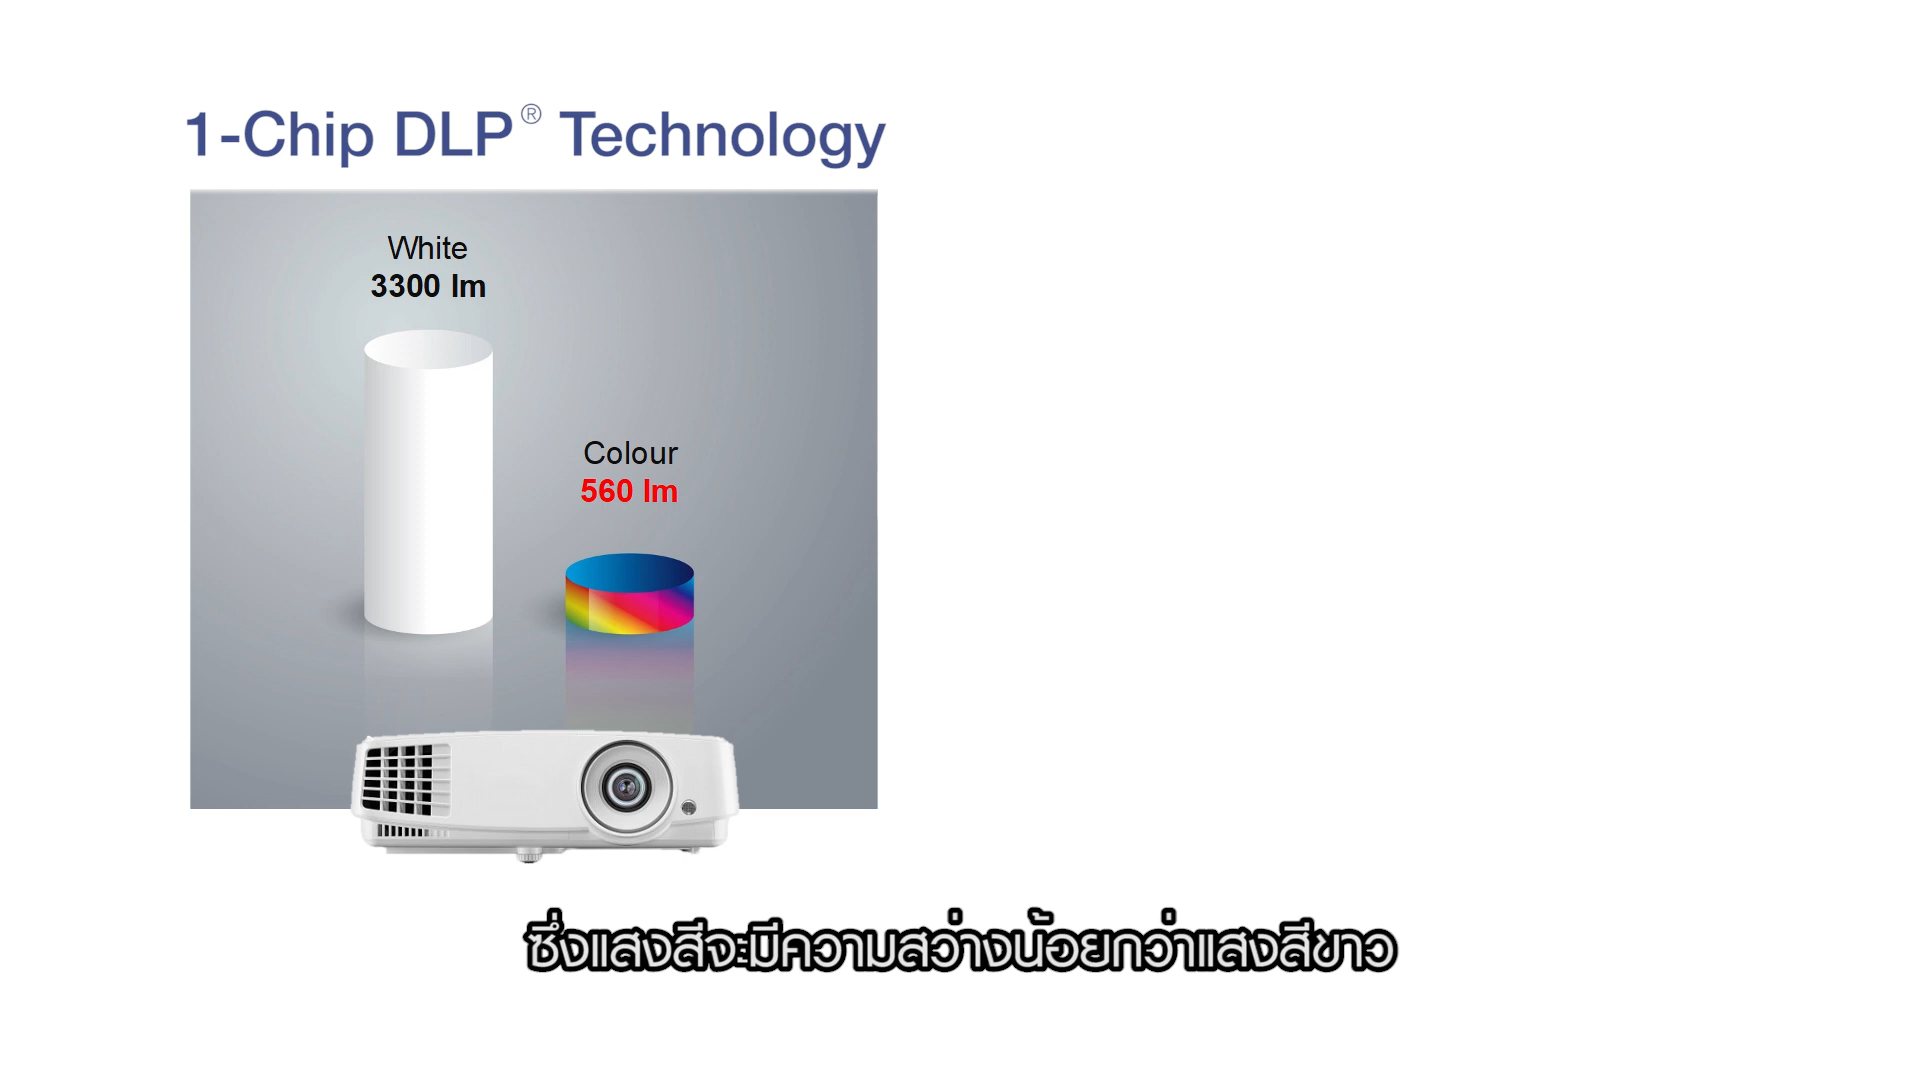 1-Chip DLP® Technology
White
3300 lm
Colour
560 lm
ซึ่งแสงสีจะมีความสว่างน้อยกว่าแสงสีขาว